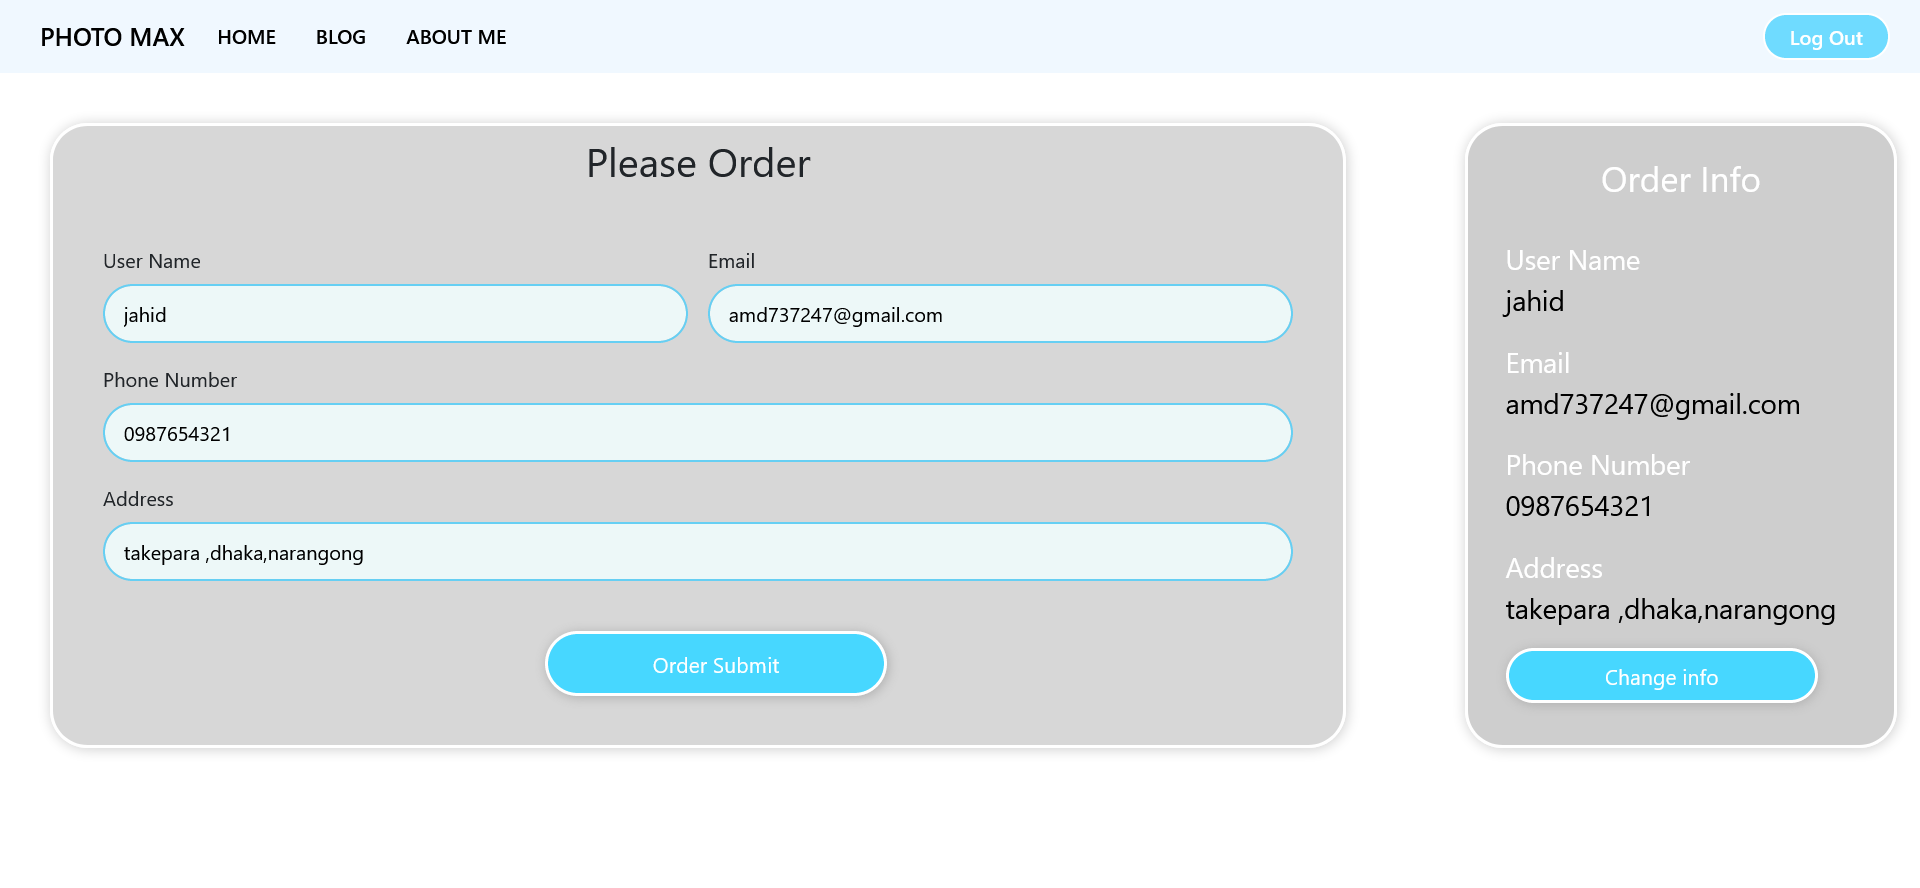 PHOTO MAX HOME BLOG ABOUT ME Log Out
Please Order
User Name Email
jahid amd737247@gmail.com
Phone Number
0987654321
Address
takepara ,dhaka,narangong
Order Submit
Order Info
User Name
jahid
Email
amd737247@gmail.com
Phone Number
0987654321
Address
takepara ,dhaka,narangong
Change info